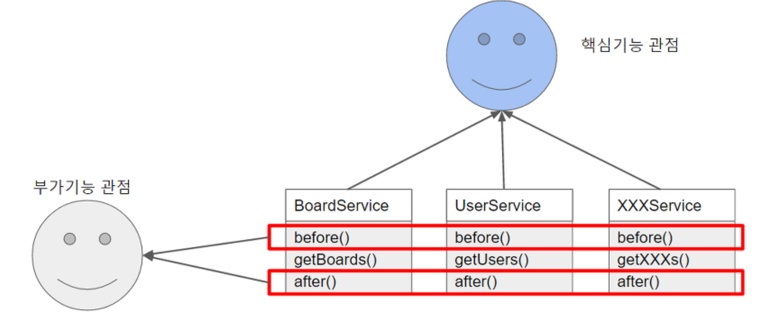 핵심기능 관점
부가기능 관점
BoardService UserService XXXService
before() before() before()
getBoards() getUsers() getXXXs()
after() after() after()